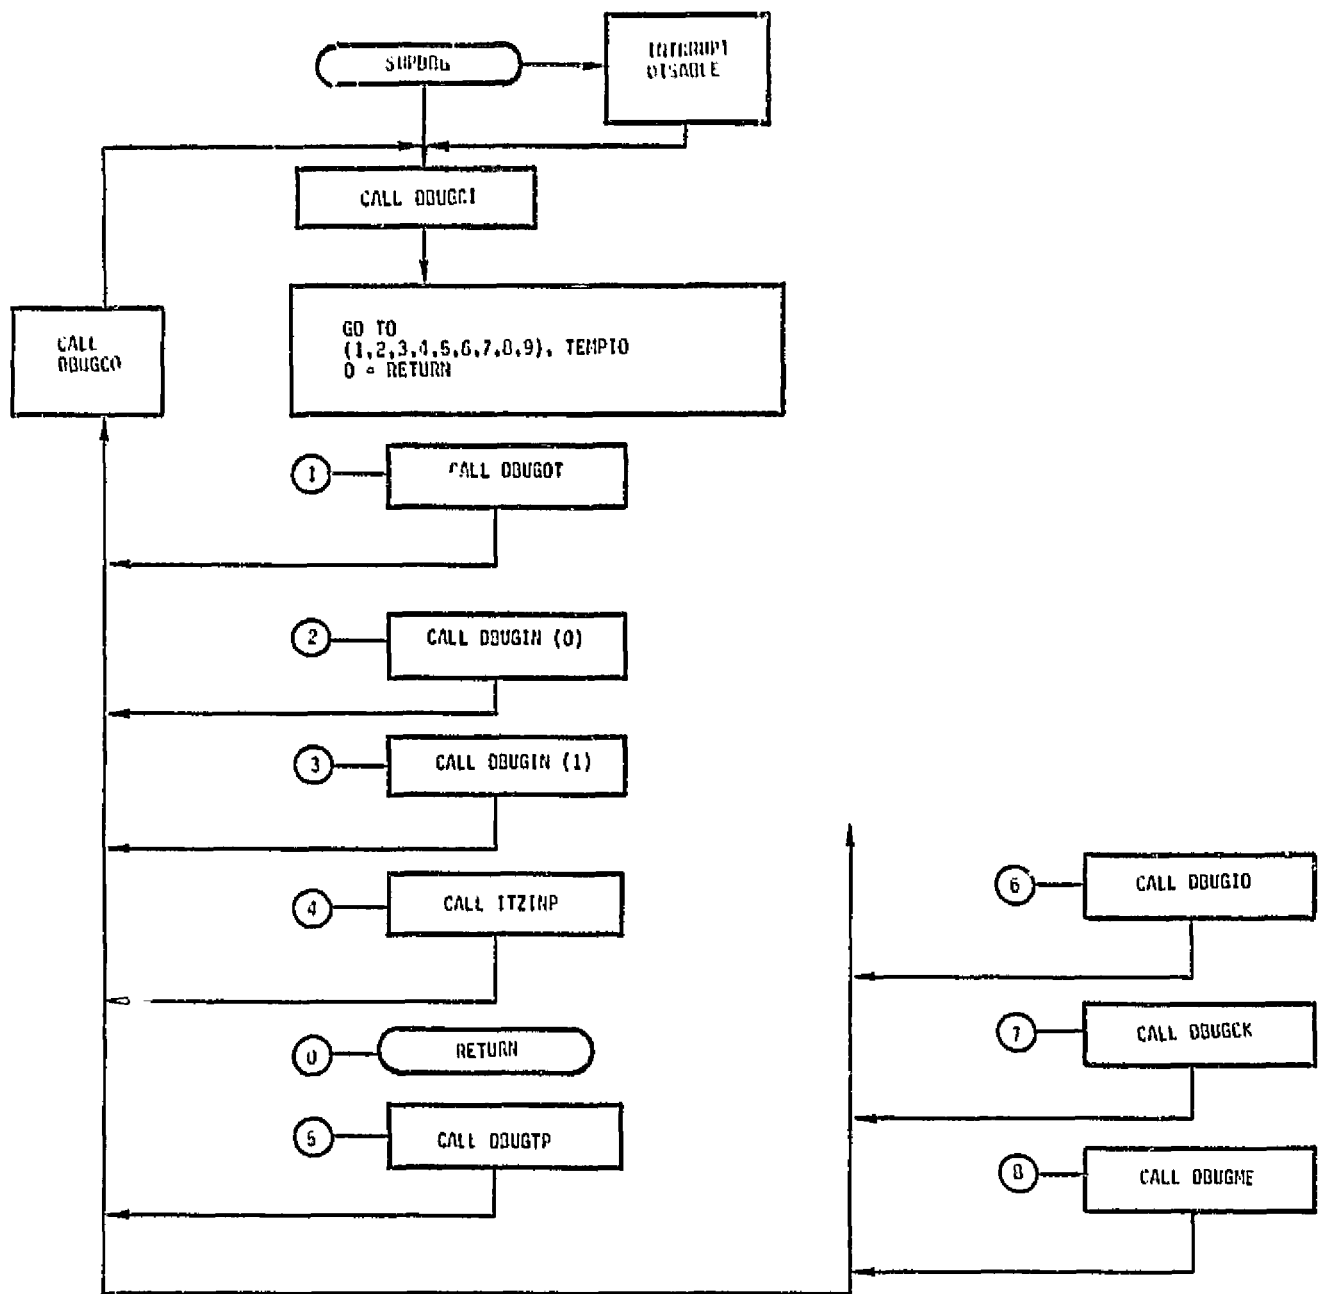 SUPDBG
INTERRUPT
DISABLE
CALL DBUGCI
GO TO
(1,2,3,4,5,6,7,8,9), TEMPIO
0 = RETURN
CALL
DBUGCO
1
CALL DBUGOT
2
CALL DBUGIN (0)
3
CALL DBUGIN (1)
4
CALL ITZINP
0
RETURN
5
CALL DBUGTP
6
CALL DBUGIO
7
CALL DBUGCK
8
CALL DBUGME